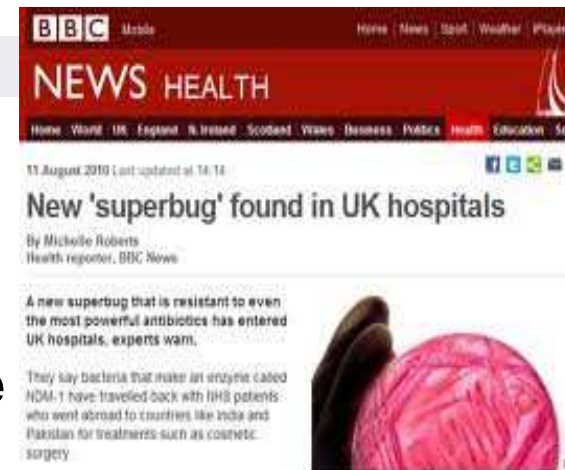 BBC Mobile Home News Sport Weather iPlayer
NEWS HEALTH
Home World UK England N. Ireland Scotland Wales Business Politics Health Education
11 August 2010 Last updated at 14:14
New 'superbug' found in UK hospitals
By Michelle Roberts
Health reporter, BBC News
A new superbug that is resistant to even
the most powerful antibiotics has entered
UK hospitals, experts warn.
They say bacteria that make an enzyme called
NDM-1 have travelled back with NHS patients
who went abroad to countries like India and
Pakistan for treatments such as cosmetic
surgery
e